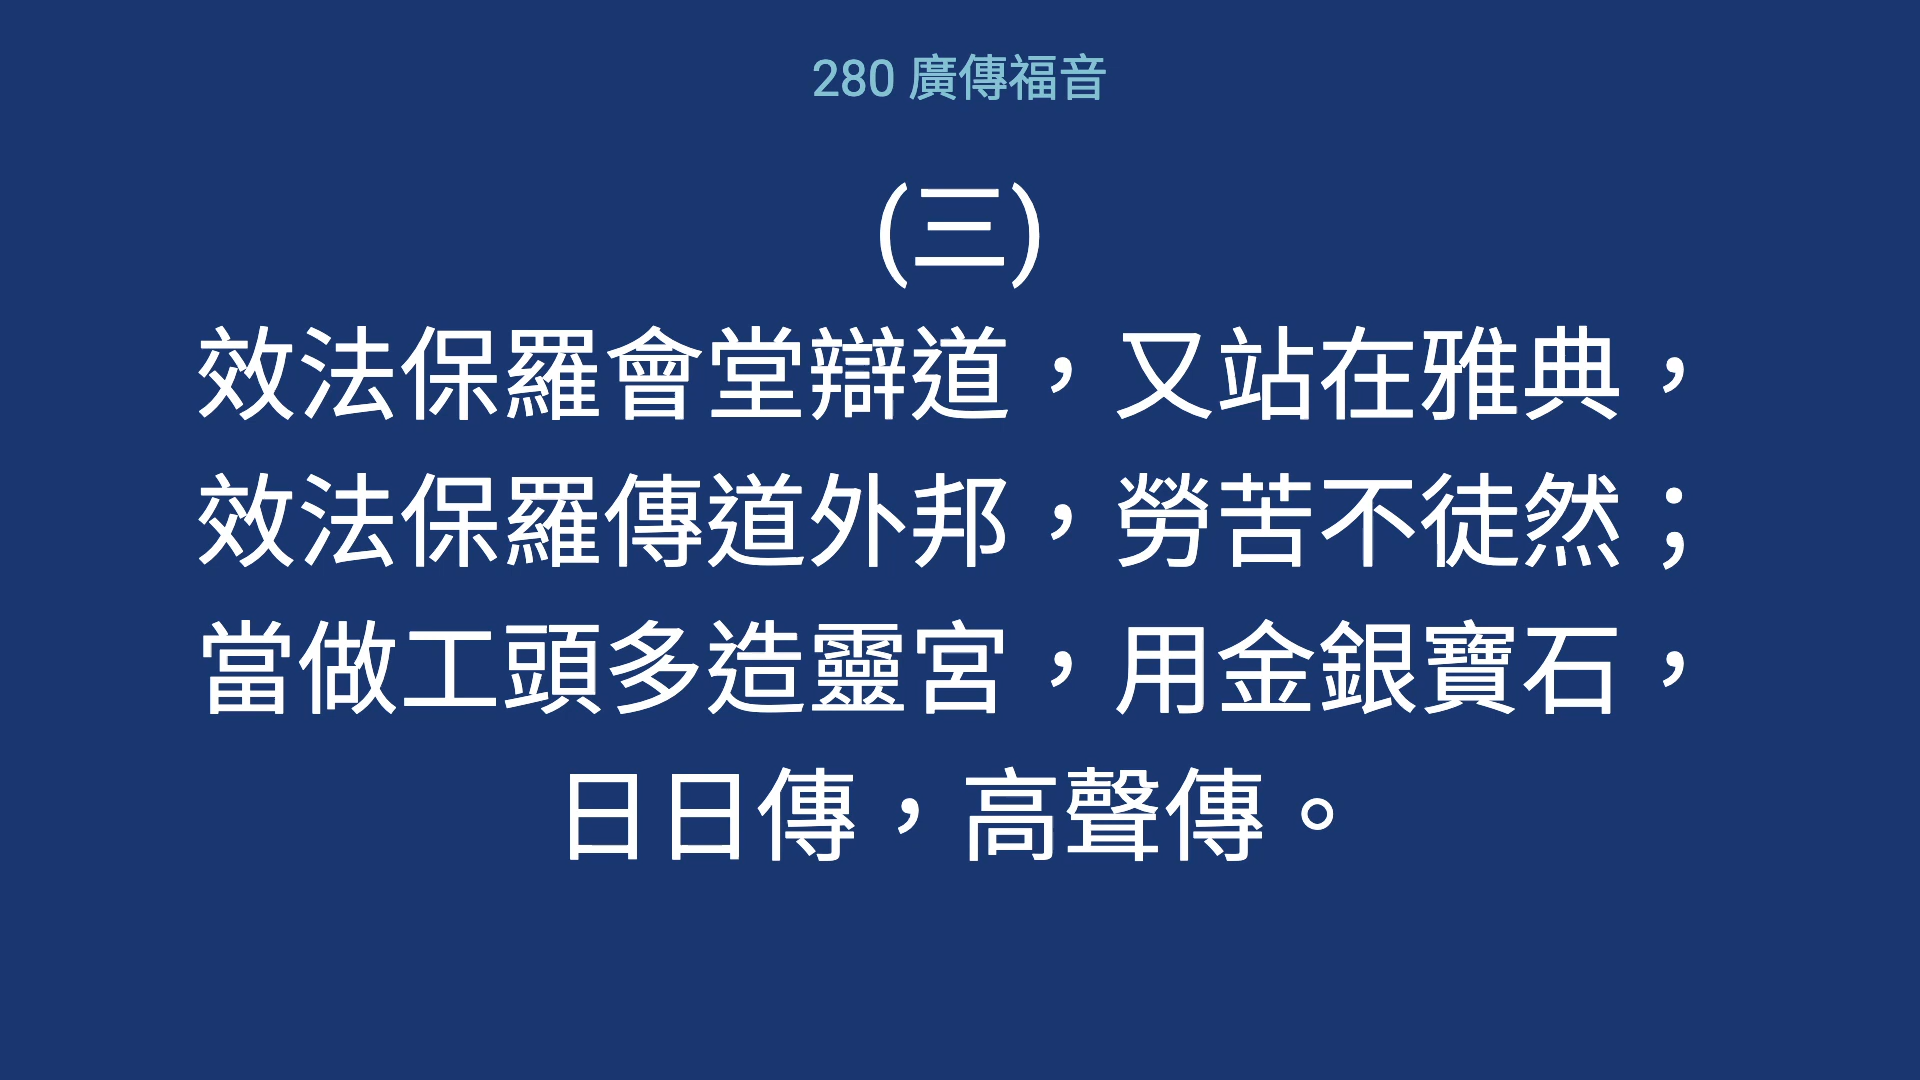 280 廣傳福音
(三)
效法保羅會堂辯道，又站在雅典，
效法保羅傳道外邦，勞苦不徒然；
當做工頭多造靈宮，用金銀寶石，
日日傳，高聲傳。